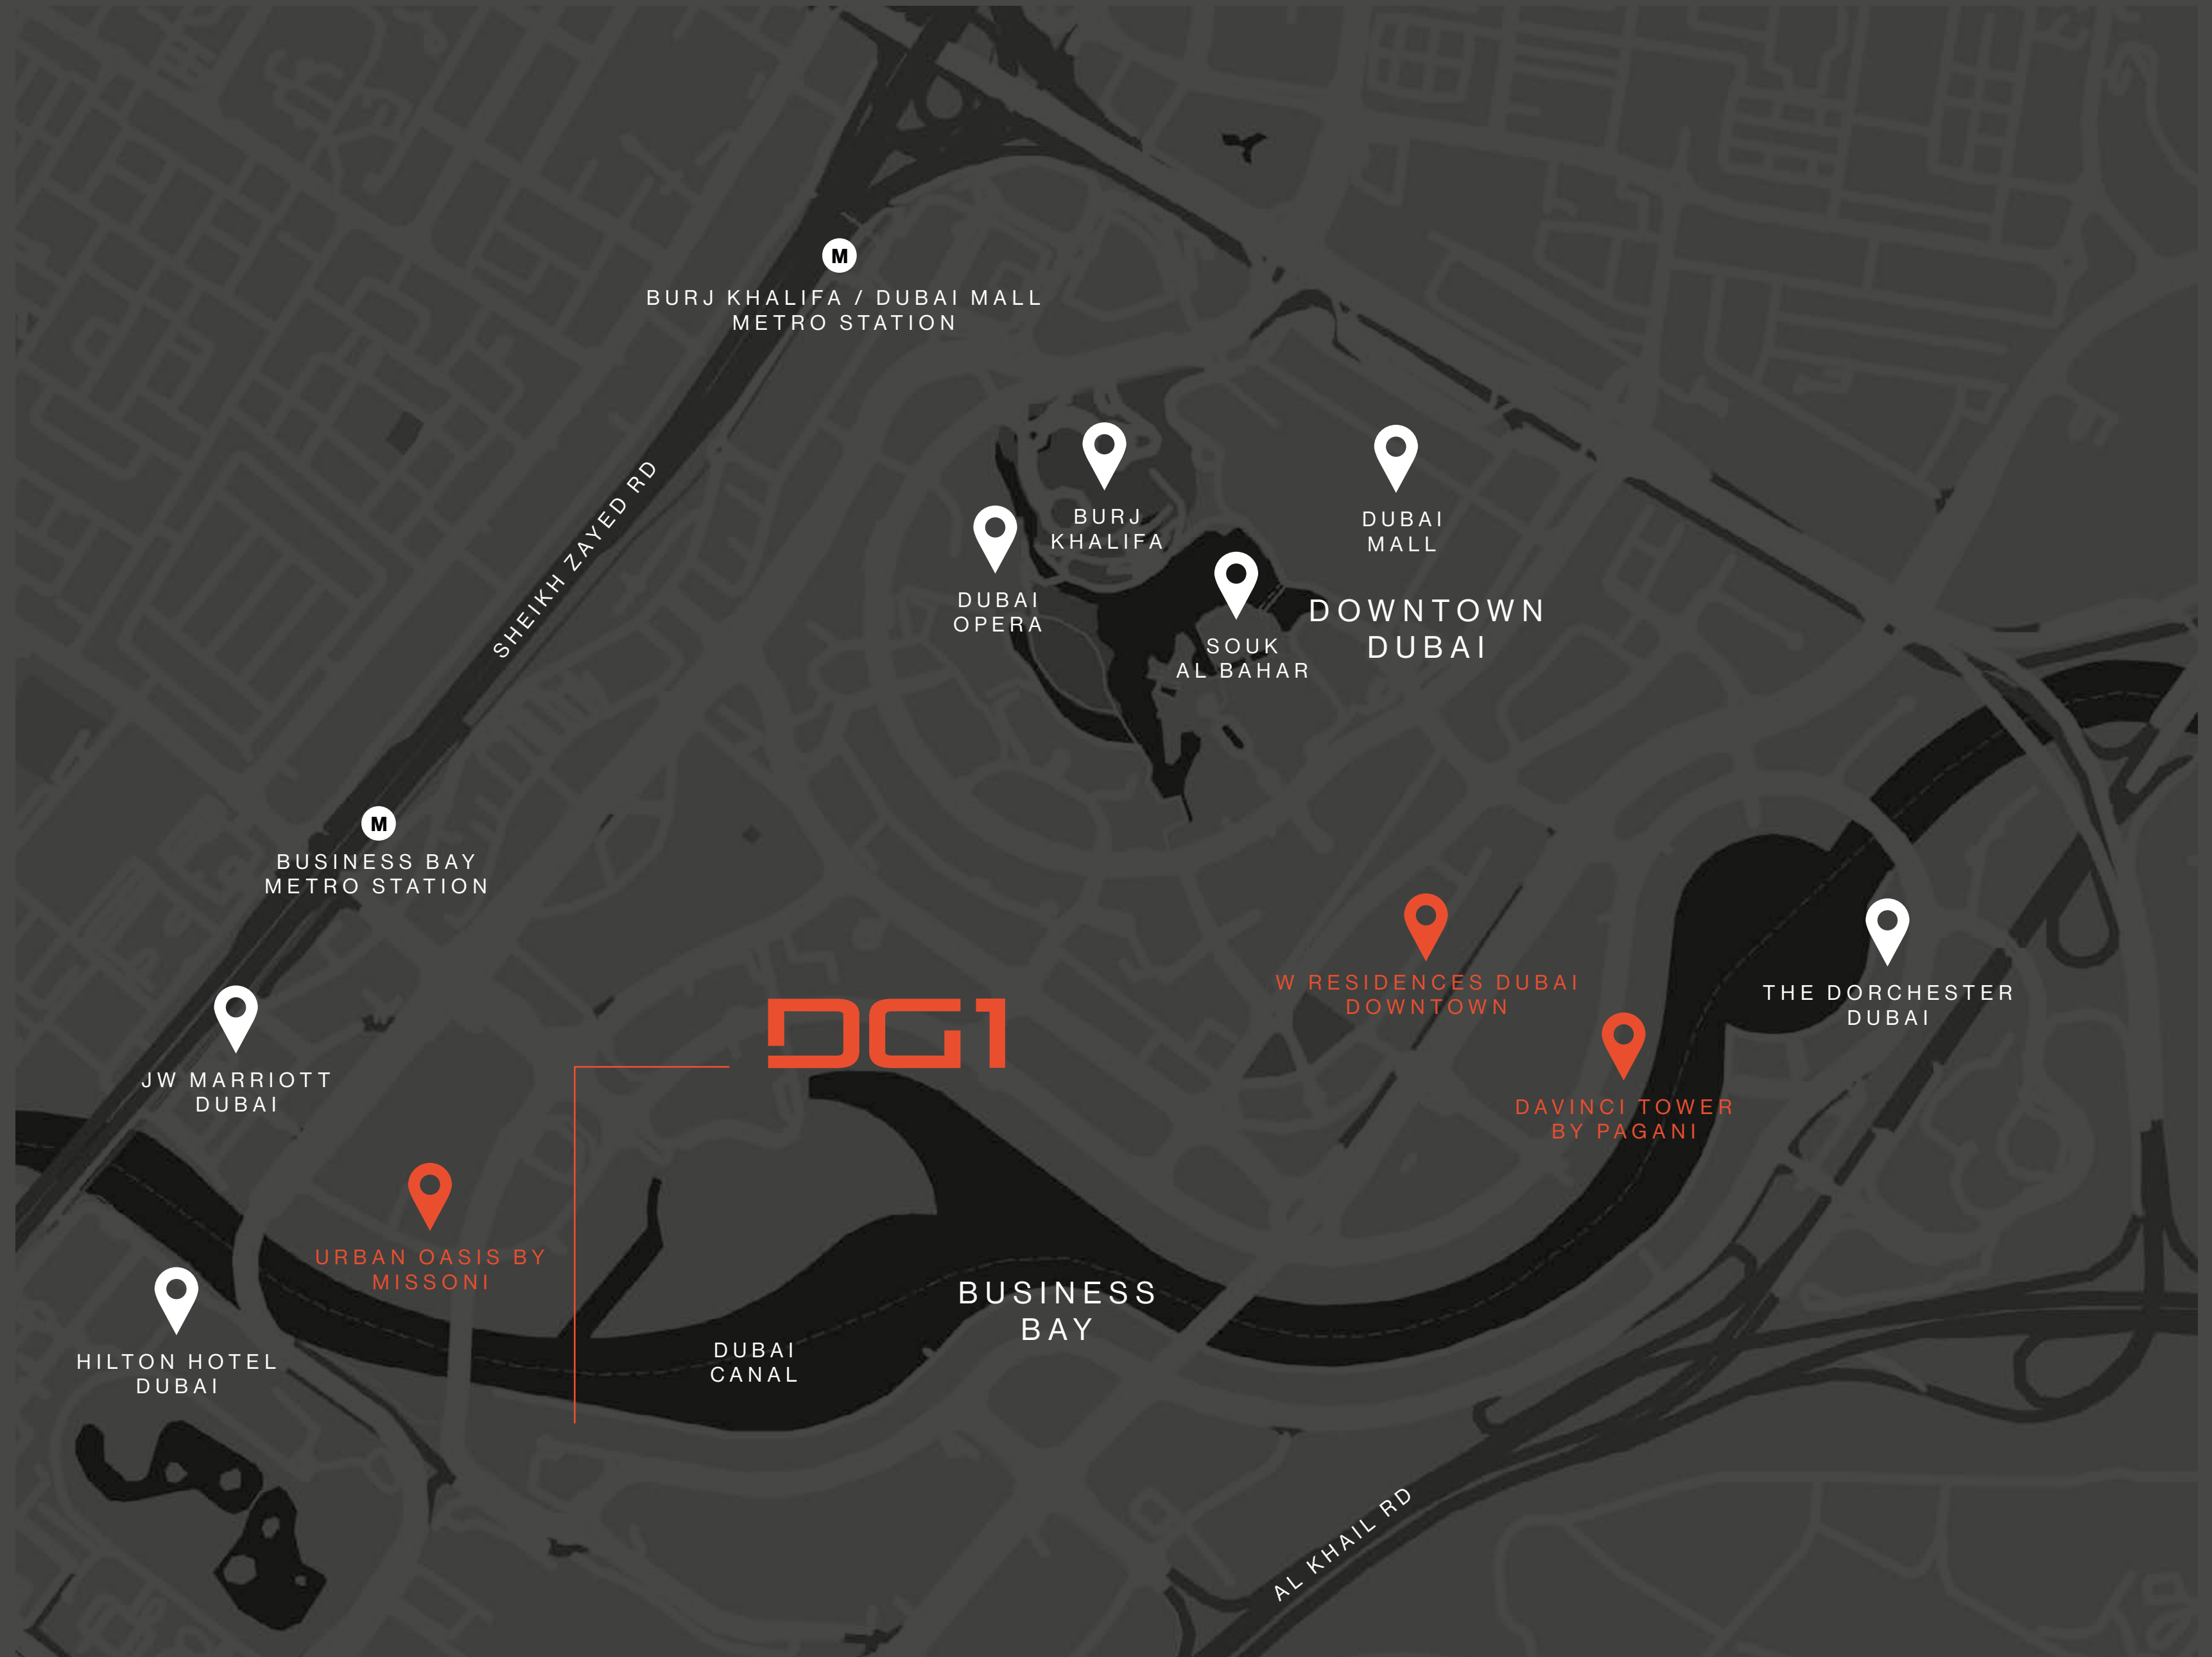 M
BURJ KHALIFA / DUBAI MALL
METRO STATION
SHEIKH ZAYED RD
BURJ
KHALIFA
DUBAI
MALL
DUBAI
OPERA
SOUK
AL BAHAR
DOWNTOWN
DUBAI
M
BUSINESS BAY
METRO STATION
W RESIDENCES DUBAI
DOWNTOWN
THE DORCHESTER
DUBAI
DG1
JW MARRIOTT
DUBAI
DAVINCI TOWER
BY PAGANI
URBAN OASIS BY
MISSONI
BUSINESS
BAY
DUBAI
CANAL
HILTON HOTEL
DUBAI
AL KHAIL RD